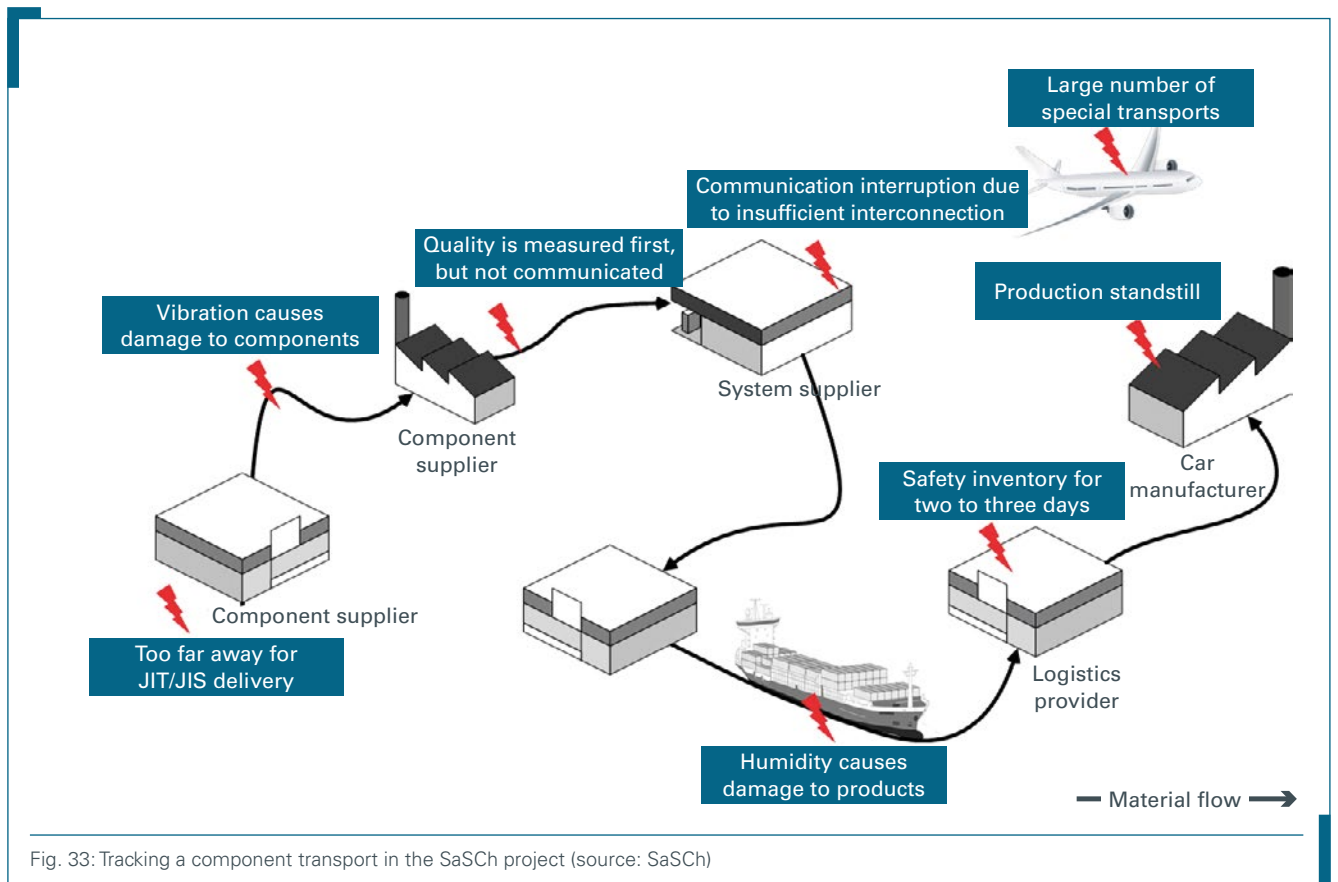 Large number of
special transports
Communication interruption due
to insufficient interconnection
Quality is measured first,
but not communicated
Production standstill
Vibration causes
damage to components
System supplier
Component
supplier
Car
manufacturer
Safety inventory for
two to three days
Component supplier
Too far away for
JIT/JIS delivery
Logistics
provider
Humidity causes
damage to products
Material flow
Fig. 33: Tracking a component transport in the SaSCh project (source: SaSCh)